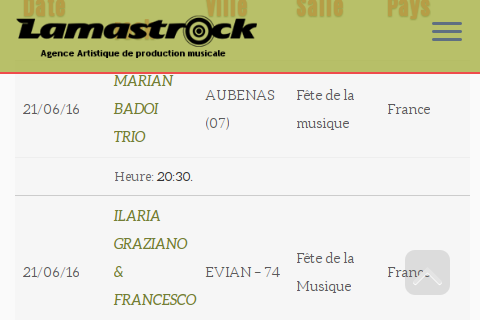 Date Ville Salle Pays
Lamastrock
Agence Artistique de production musicale
21/06/16
MARIAN
BADOI
TRIO
AUBENAS
(07)
Fête de la
musique
France
Heure: 20:30.
21/06/16
ILARIA
GRAZIANO
&
FRANCESCO
EVIAN – 74
Fête de la
Musique
France